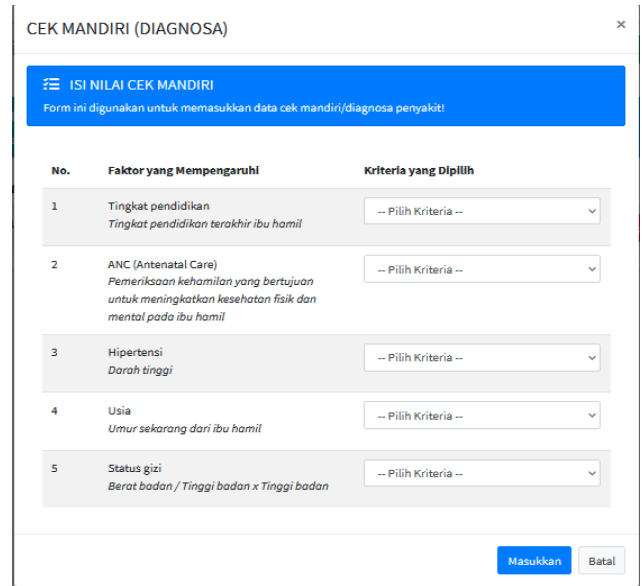 CEK MANDIRI (DIAGNOSA)
×
ISI NILAI CEK MANDIRI
Form ini digunakan untuk memasukkan data cek mandiri/diagnosa penyakit!
No. Faktor yang Mempengaruhi Kriteria yang Dipilih
1 Tingkat pendidikan -- Pilih Kriteria --
Tingkat pendidikan terakhir ibu hamil
2 ANC (Antenatal Care) -- Pilih Kriteria --
Pemeriksaan kehamilan yang bertujuan
untuk meningkatkan kesehatan fisik dan
mental pada ibu hamil
3 Hipertensi -- Pilih Kriteria --
Darah tinggi
4 Usia -- Pilih Kriteria --
Umur sekarang dari ibu hamil
5 Status gizi -- Pilih Kriteria --
Berat badan / Tinggi badan x Tinggi badan
Masukkan Batal